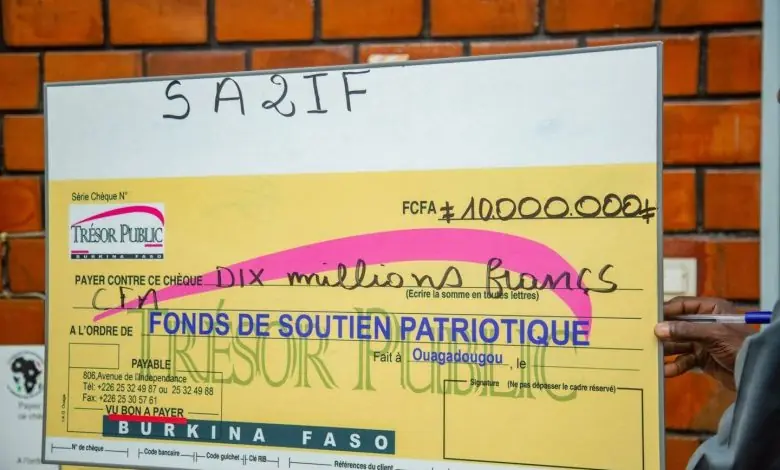 SA2IF
Série Chèque N°
FCFA ‡10.000.000‡
TRÉSOR PUBLIC
BURKINA FASO
PAYER CONTRE CE CHÈQUE DIX millions francs
(Ecrire la somme en toutes lettres)
CFA
A L'ORDRE DE FONDS DE SOUTIEN PATRIOTIQUE
TRÉSOR PUBLIC
Fait à Ouagadougou, le
PAYABLE
806, Avenue de l'Indépendance
Tél: +226 25 32 49 87 ou 25 32 49 88
Fax: +226 25 30 57 61
Signature (Ne pas dépasser le cadre réservé)
VU BON A PAYER
BURKINA FASO
N° de chèque
Code bancaire
Code guichet
Clé RIB
Références du client